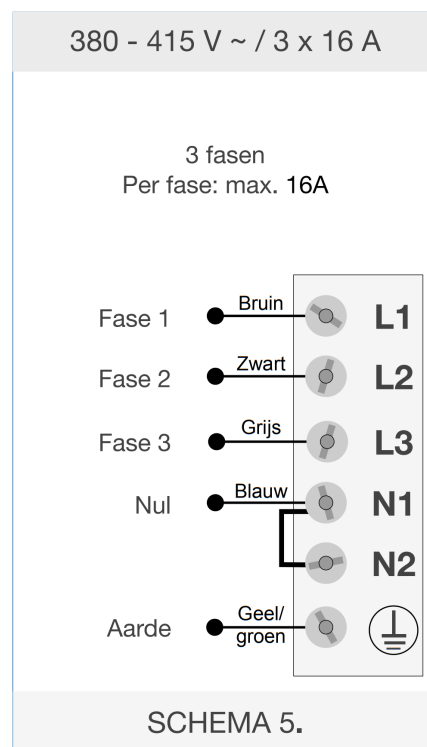 380 - 415 V ~ / 3 x 16 A
3 fasen
Per fase: max. 16A
Fase 1 Bruin L1
Fase 2 Zwart L2
Fase 3 Grijs L3
Nul Blauw N1
N2
Aarde Geel/
groen
SCHEMA 5.